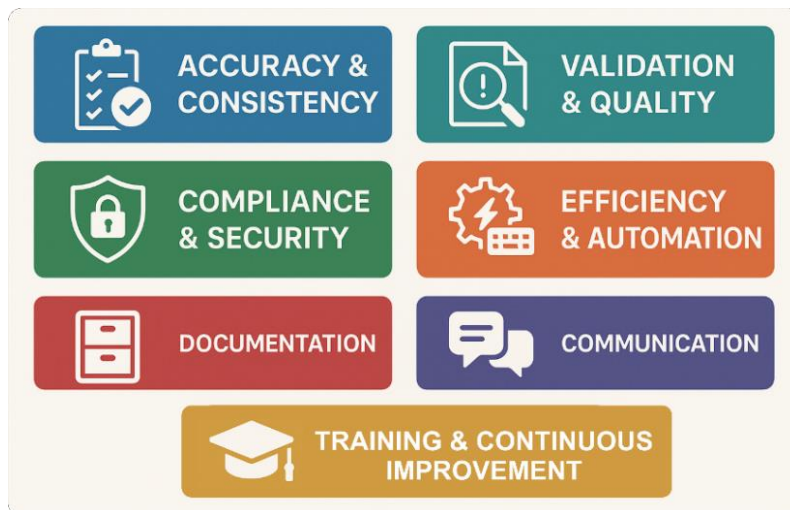 ACCURACY &
CONSISTENCY
VALIDATION
& QUALITY
COMPLIANCE
& SECURITY
EFFICIENCY
& AUTOMATION
DOCUMENTATION
COMMUNICATION
TRAINING & CONTINUOUS
IMPROVEMENT